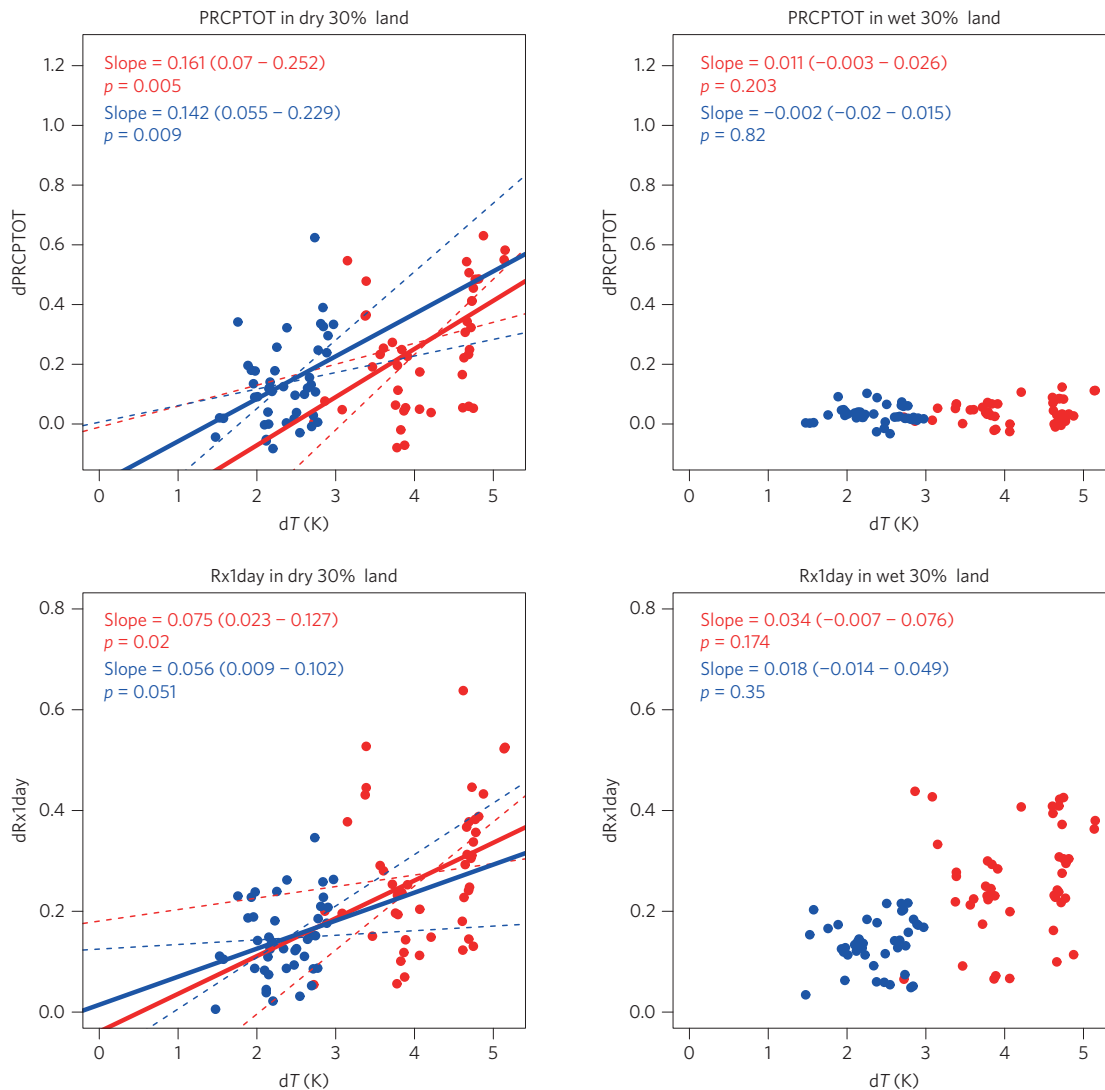 PRCPTOT in dry 30% land
Slope = 0.161 (0.07 − 0.252)
p = 0.005
Slope = 0.142 (0.055 − 0.229)
p = 0.009
1.2
1.0
0.8
0.6
0.4
0.2
0.0
dPRCPTOT
0 1 2 3 4 5
dT (K)
PRCPTOT in wet 30% land
Slope = 0.011 (−0.003 − 0.026)
p = 0.203
Slope = −0.002 (−0.02 − 0.015)
p = 0.82
1.2
1.0
0.8
0.6
0.4
0.2
0.0
dPRCPTOT
0 1 2 3 4 5
dT (K)
Rx1day in dry 30% land
Slope = 0.075 (0.023 − 0.127)
p = 0.02
Slope = 0.056 (0.009 − 0.102)
p = 0.051
0.8
0.6
0.4
0.2
0.0
dRx1day
0 1 2 3 4 5
dT (K)
Rx1day in wet 30% land
Slope = 0.034 (−0.007 − 0.076)
p = 0.174
Slope = 0.018 (−0.014 − 0.049)
p = 0.35
0.8
0.6
0.4
0.2
0.0
dRx1day
0 1 2 3 4 5
dT (K)